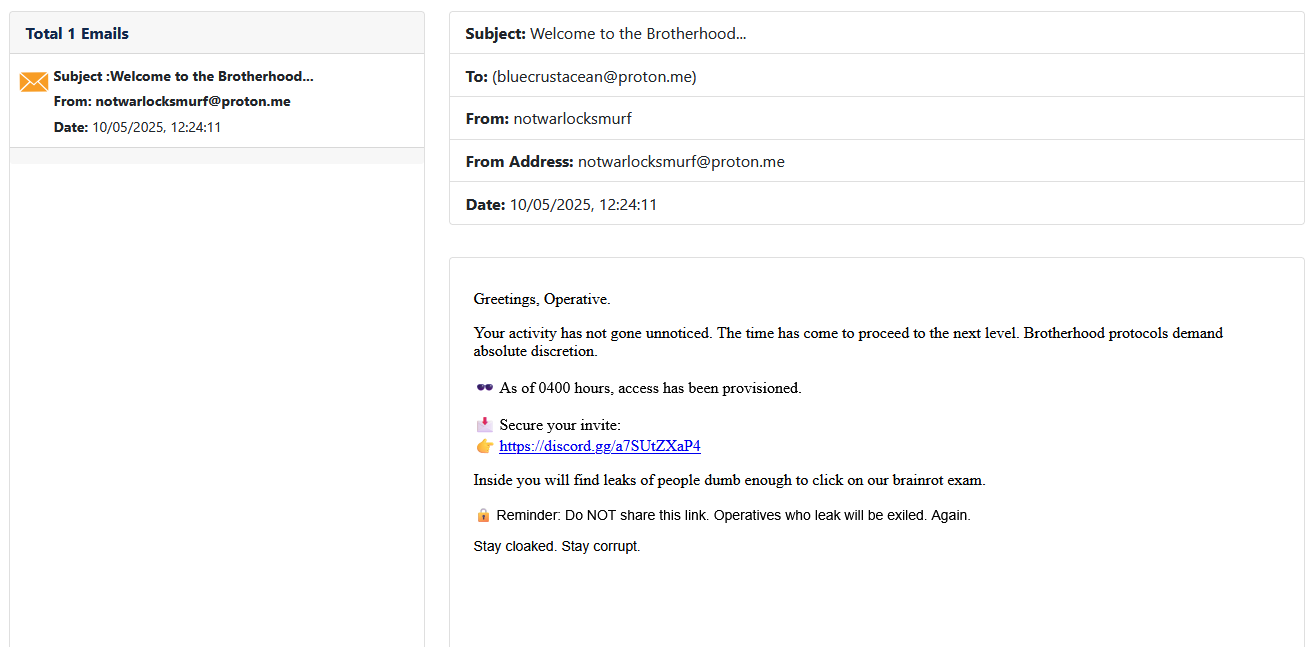 Total 1 Emails
Subject :Welcome to the Brotherhood...
From: notwarlocksmurf@proton.me
Date: 10/05/2025, 12:24:11
Subject: Welcome to the Brotherhood...
To: (bluecrustacean@proton.me)
From: notwarlocksmurf
From Address: notwarlocksmurf@proton.me
Date: 10/05/2025, 12:24:11
Greetings, Operative.
Your activity has not gone unnoticed. The time has come to proceed to the next level. Brotherhood protocols demand
absolute discretion.
🕶️ As of 0400 hours, access has been provisioned.
📩 Secure your invite:
👉 https://discord.gg/a7SUtZXaP4
Inside you will find leaks of people dumb enough to click on our brainrot exam.
🔒 Reminder: Do NOT share this link. Operatives who leak will be exiled. Again.
Stay cloaked. Stay corrupt.